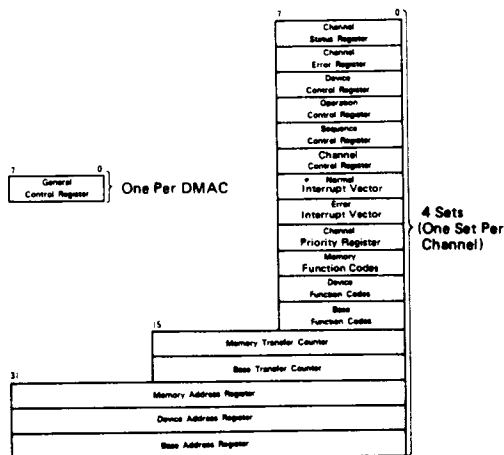 7 0
Channel
Status Register
Channel
Error Register
Device
Control Register
Operation
Control Register
Sequence
Control Register
Channel
Control Register
Normal
Interrupt Vector
Error
Interrupt Vector
Channel
Priority Register
Memory
Function Codes
Device
Function Codes
Base
Function Codes
7 0
General
Control Register
One Per DMAC
4 Sets
(One Set Per
Channel)
15
Memory Transfer Counter
Base Transfer Counter
31
Memory Address Register
Device Address Register
Base Address Register